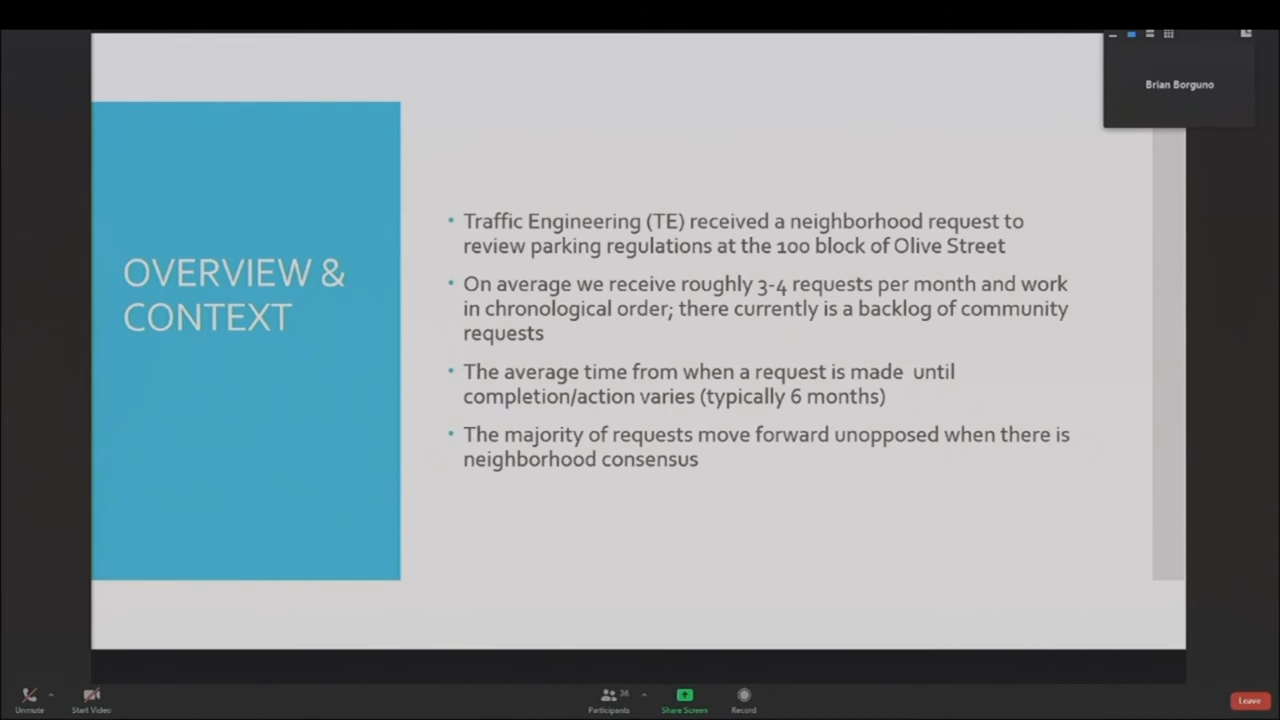 Brian Borguno
OVERVIEW &
CONTEXT
• Traffic Engineering (TE) received a neighborhood request to
review parking regulations at the 100 block of Olive Street
• On average we receive roughly 3-4 requests per month and work
in chronological order; there currently is a backlog of community
requests
• The average time from when a request is made until
completion/action varies (typically 6 months)
• The majority of requests move forward unopposed when there is
neighborhood consensus
Unmute
Start Video
36
Participants
Share Screen
Record
Leave